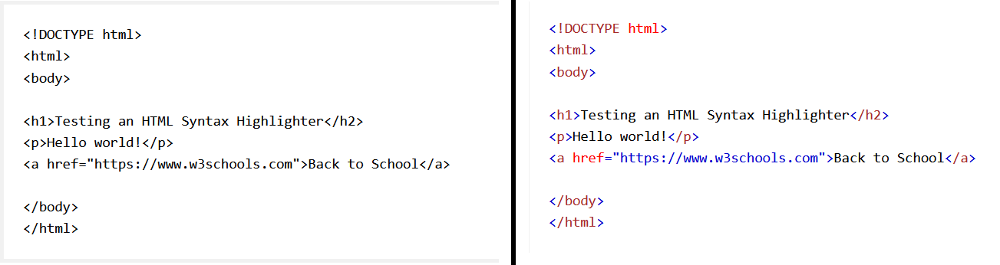 <!DOCTYPE html>
<html>
<body>

<h1>Testing an HTML Syntax Highlighter</h2>
<p>Hello world!</p>
<a href="https://www.w3schools.com">Back to School</a>

</body>
</html>

<!DOCTYPE html>
<html>
<body>

<h1>Testing an HTML Syntax Highlighter</h2>
<p>Hello world!</p>
<a href="https://www.w3schools.com">Back to School</a>

</body>
</html>